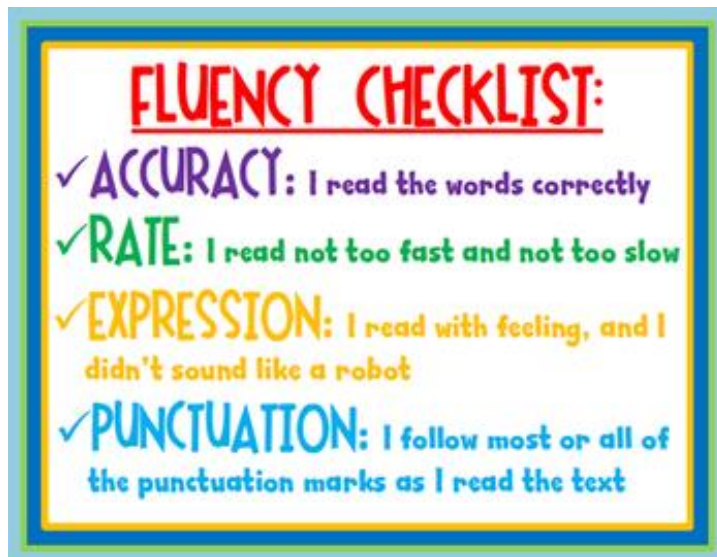 FLUENCY CHECKLIST:
✓ACCURACY: I read the words correctly
✓RATE: I read not too fast and not too slow
✓EXPRESSION: I read with feeling, and I
didn't sound like a robot
✓PUNCTUATION: I follow most or all of
the punctuation marks as I read the text